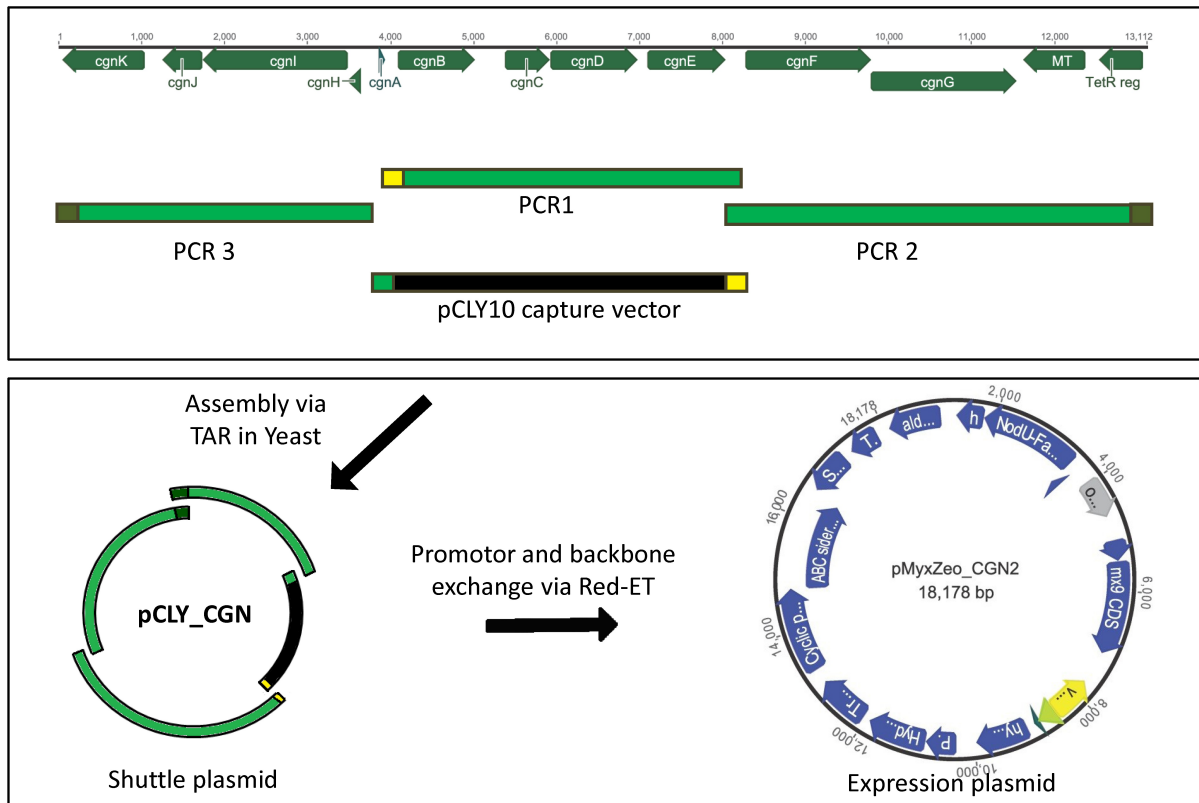 1 1,000 2,000 3,000 4,000 5,000 6,000 7,000 8,000 9,000 10,000 11,000 12,000 13,112
cgnK cgnI cgnB cgnD cgnE cgnF MT
cgnJ cgnH cgnA cgnC cgnG TetR reg
PCR1
PCR 3 PCR 2
pCLY10 capture vector
Assembly via
TAR in Yeast
pCLY_CGN
Shuttle plasmid
Promotor and backbone
exchange via Red-ET
18,178
2,000
4,000
6,000
8,000
10,000
12,000
14,000
16,000
ald...
h
NodU-Fa...
O...
mx9 CDS
v...
hy...
P.
Hyd...
Tr...
Cyclic p...
ABC sider...
S...
T.
pMyxZeo_CGN2
18,178 bp
Expression plasmid